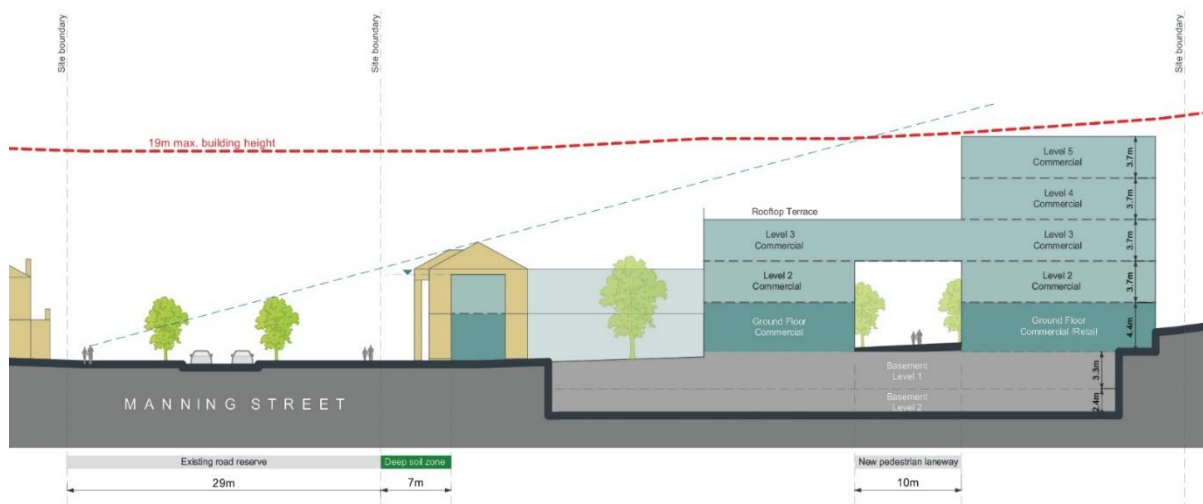 Site boundary
Site boundary
Site boundary
19m max. building height
Level 5
Commercial
3.7m
Level 4
Commercial
3.7m
Rooftop Terrace
Level 3
Commercial
Level 3
Commercial
3.7m
Level 2
Commercial
Level 2
Commercial
3.7m
Ground Floor
Commercial
Ground Floor
Commercial /Retail
4.4m
Basement
Level 1
3.3m
Basement
Level 2
2.4m
MANNING STREET
Existing road reserve
Deep soil zone
New pedestrian laneway
29m
7m
10m